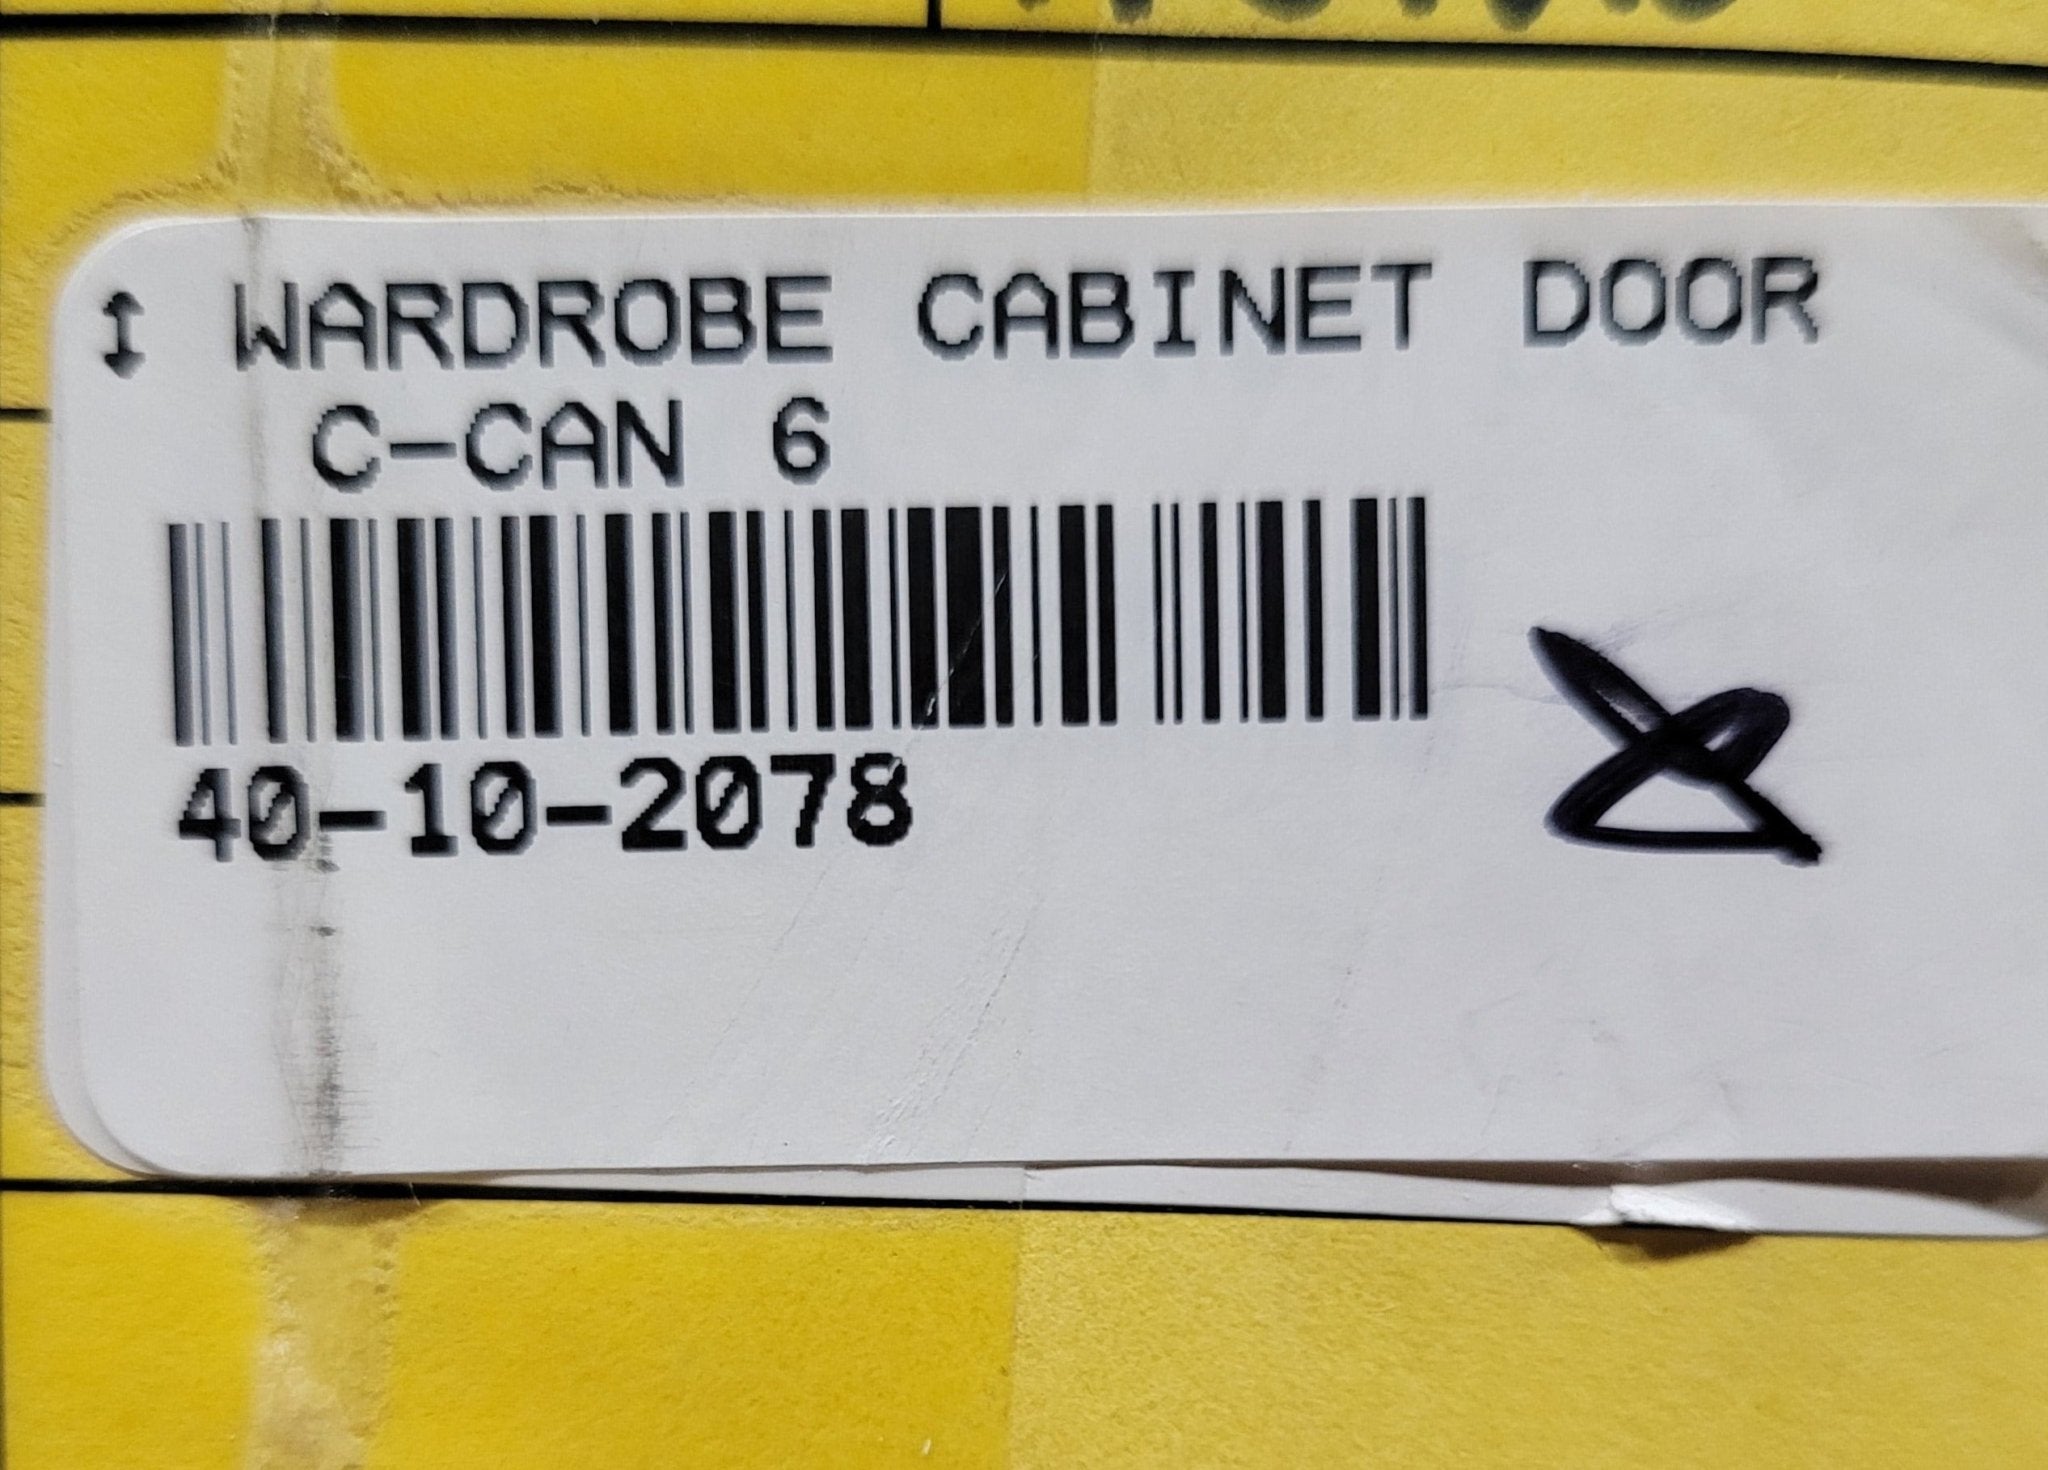 ↕ WARDROBE CABINET DOOR
C-CAN 6
40-10-2078